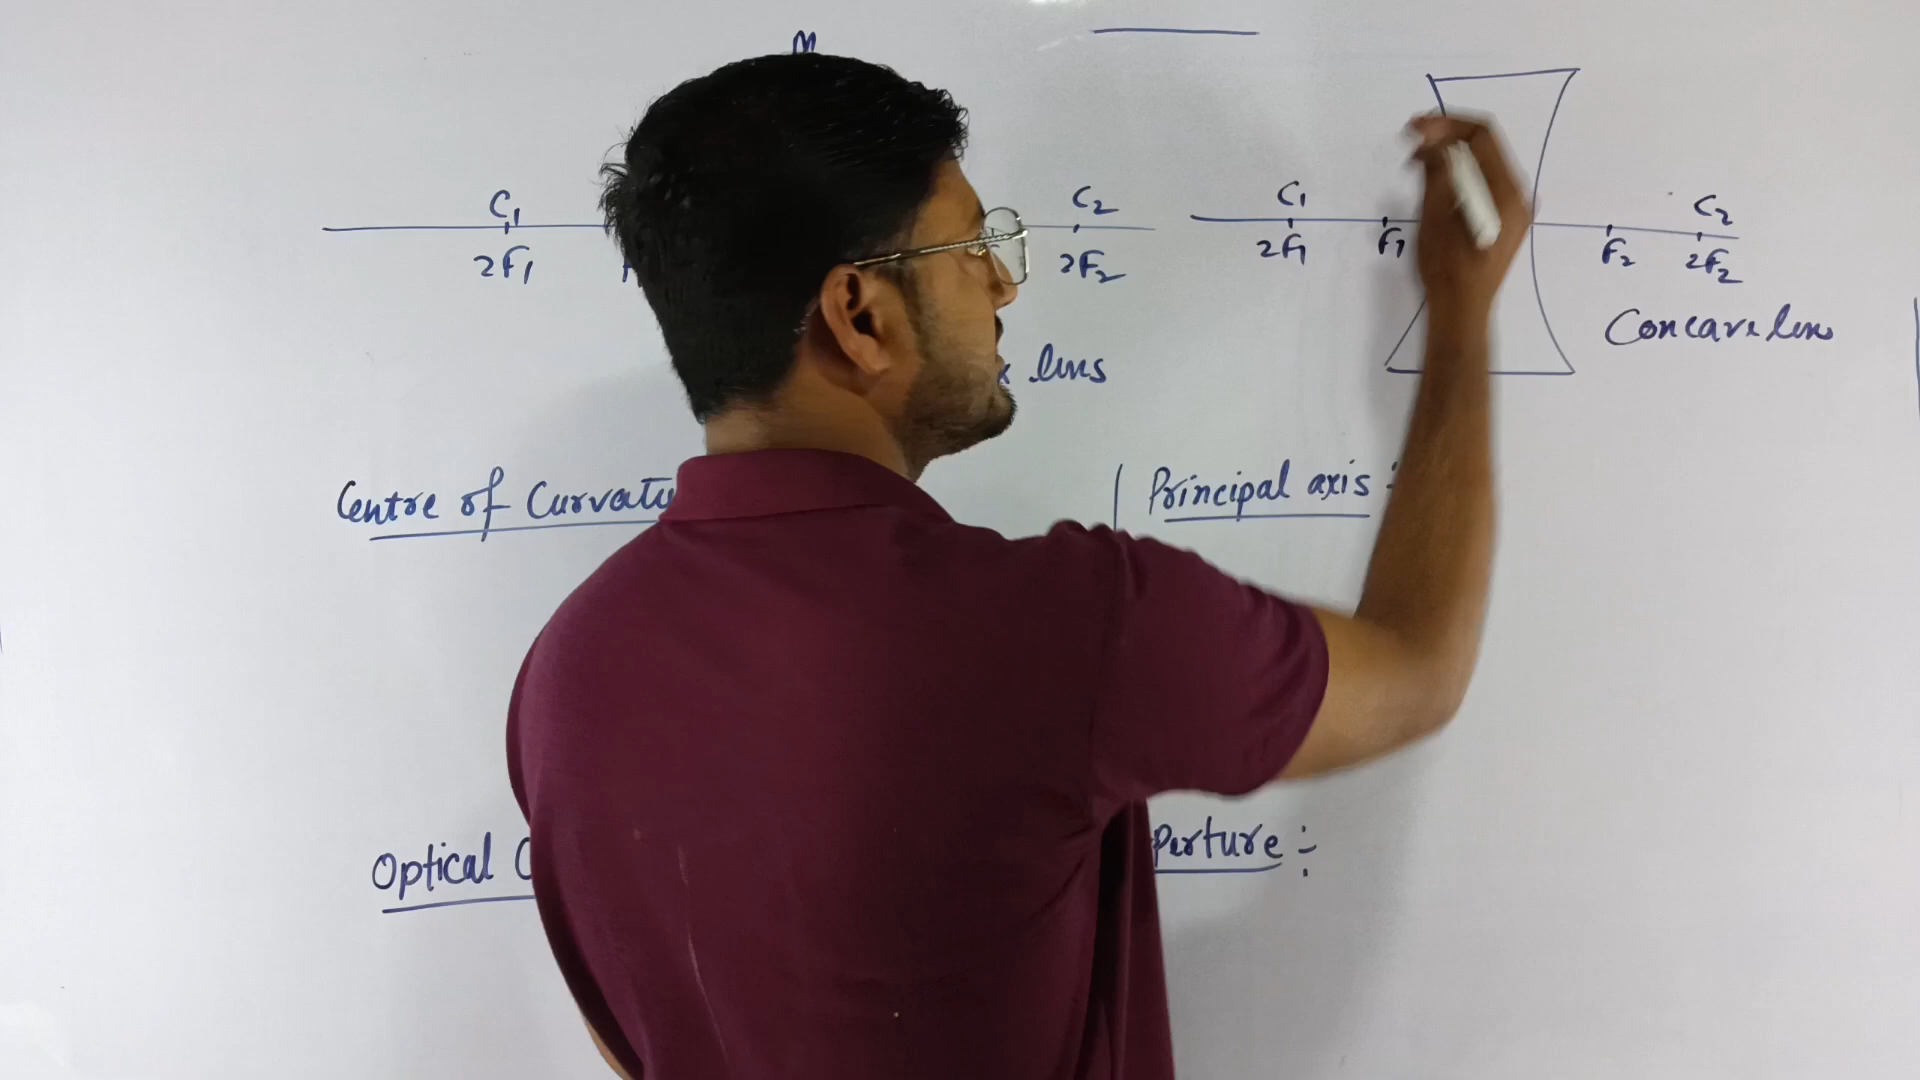 M
C₁
2F₁
C₂
2F₂
lens
C₁
2F₁
F₁
C₂
F₂
2F₂
Concave lens
Centre of Curvatu
Principal axis :
Optical C
perture :-